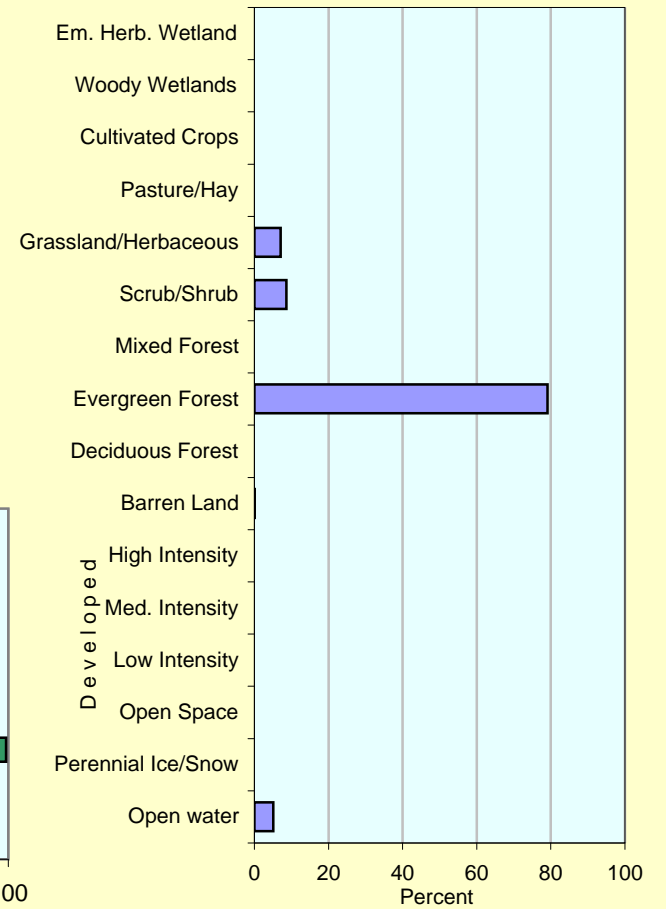 Em. Herb. Wetland
Woody Wetlands
Cultivated Crops
Pasture/Hay
Grassland/Herbaceous
Scrub/Shrub
Mixed Forest
Evergreen Forest
Deciduous Forest
Barren Land
Developed
High Intensity
Med. Intensity
Low Intensity
Open Space
Perennial Ice/Snow
Open water
0 20 40 60 80 100
Percent
00